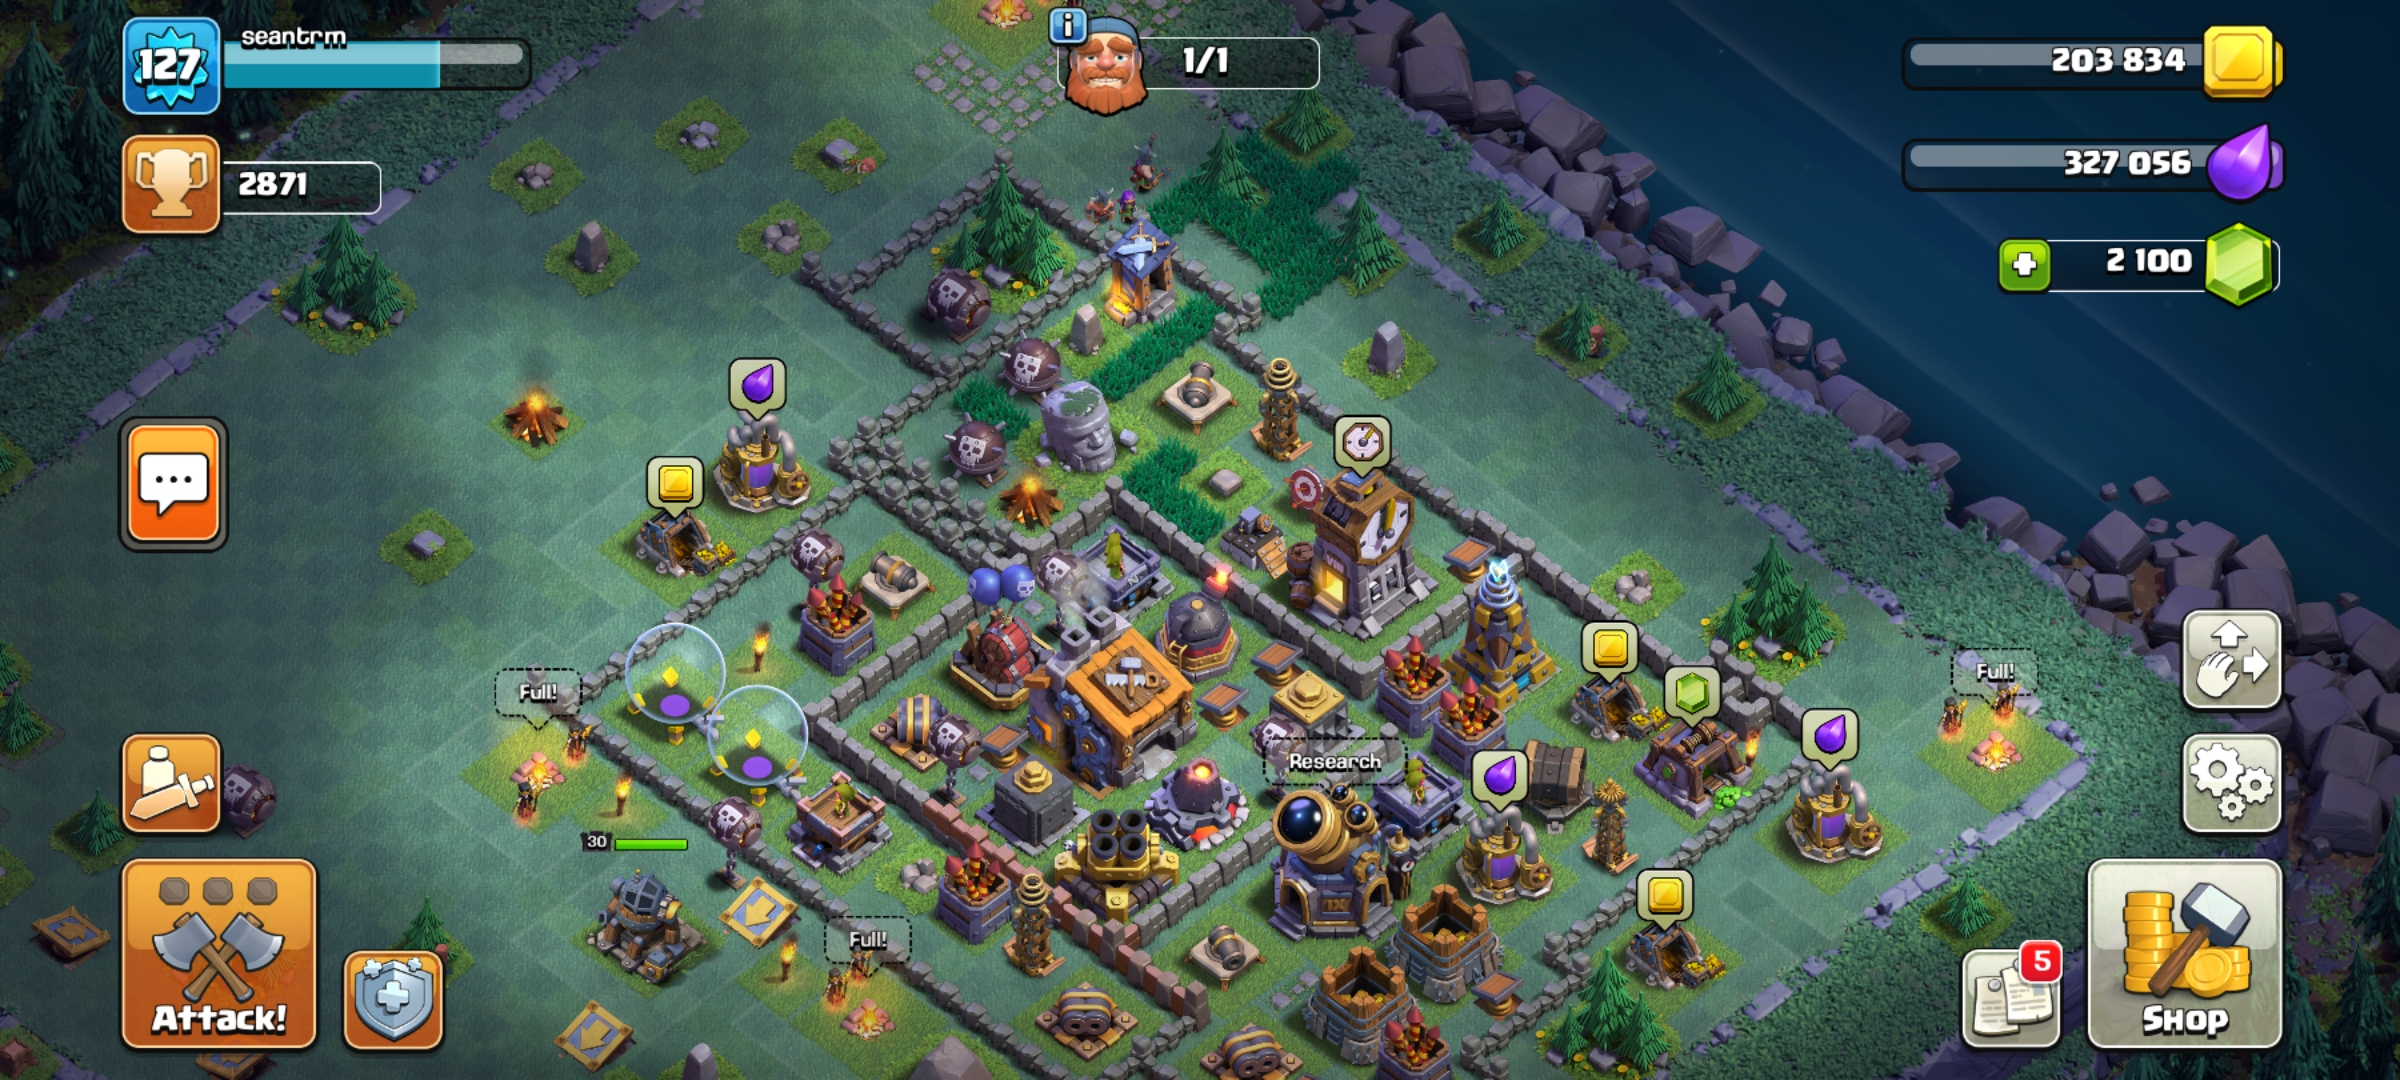 127
seantrm
1/1
203 834
2871
327 056
2 100
Full!
Full!
Research
30
Full!
5
Attack!
Shop